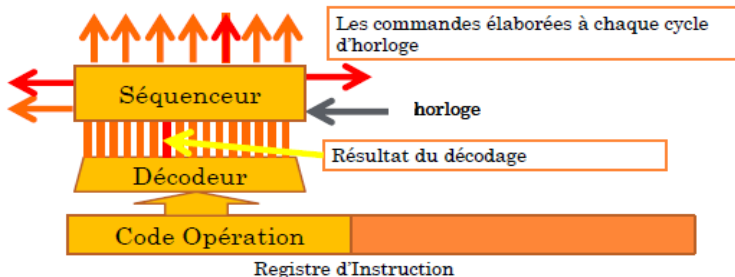 Les commandes élaborées à chaque cycle
d'horloge
Séquenceur
horloge
Résultat du décodage
Décodeur
Code Opération
Registre d'Instruction